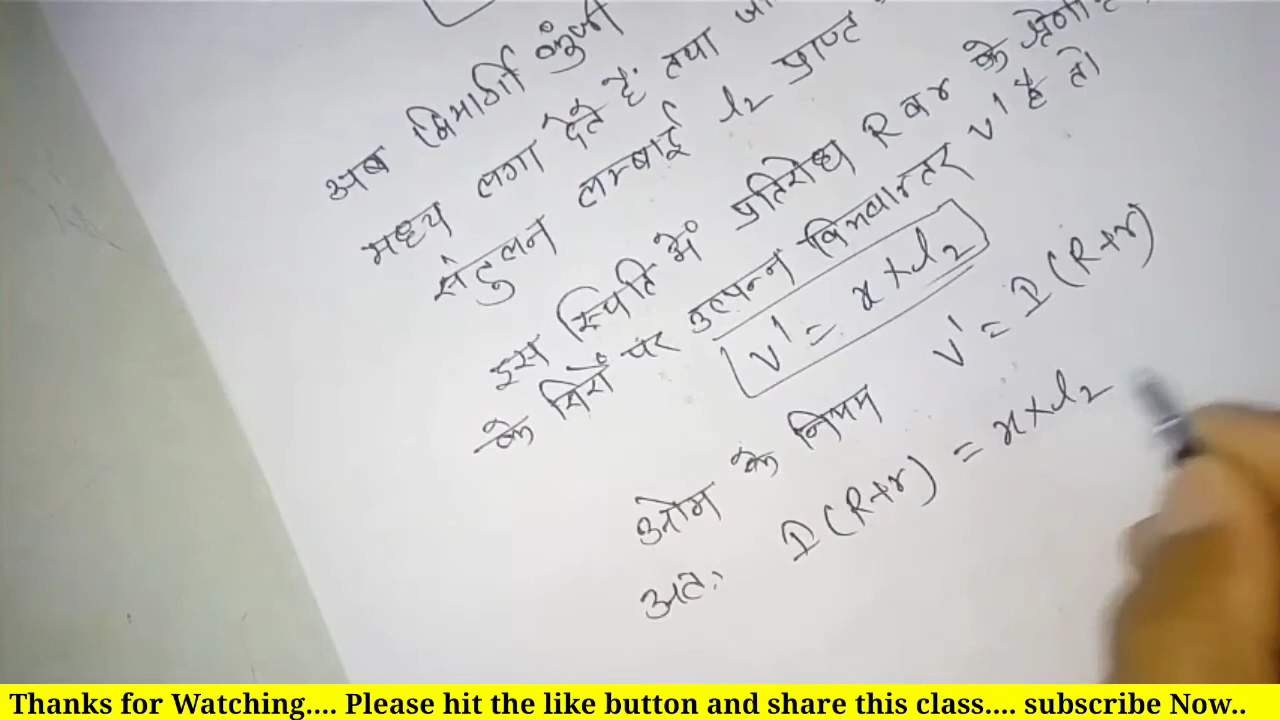 अब द्विमार्गी कुंजी
मध्य लगा देते हैं तथा
संतुलन लम्बाई l₂ प्राप्त
इस स्थिति में प्रतिरोध R व r के श्रेणी
के सिरों पर उत्पन्न विभवान्तर V' है तो
V' = x × l₂
ओम के नियम V' = I (R+r)
अतः I (R+r) = x × l₂
Thanks for Watching.... Please hit the like button and share this class.... subscribe Now..